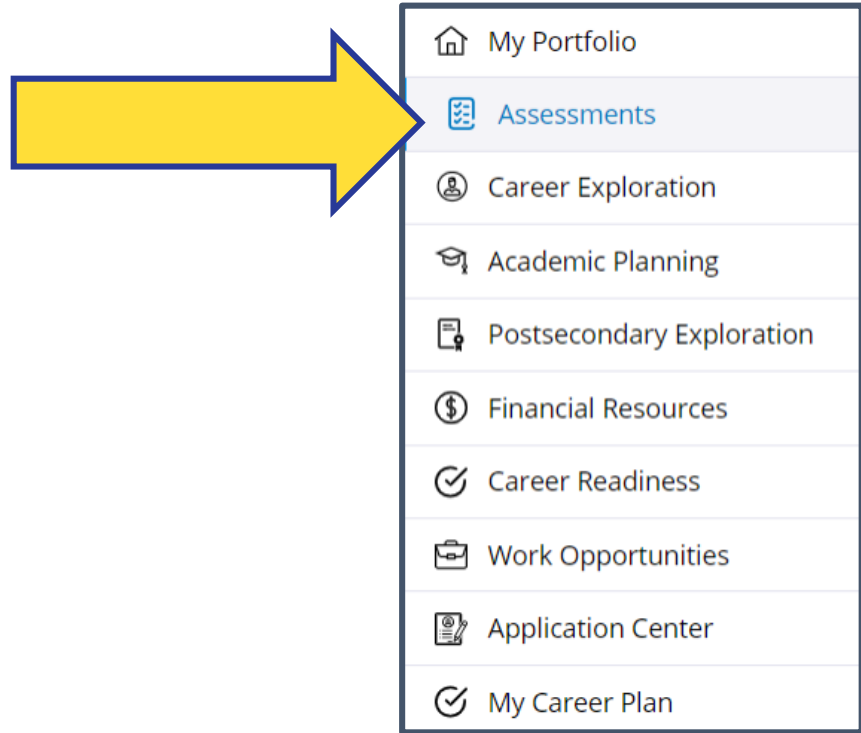 My Portfolio
Assessments
Career Exploration
Academic Planning
Postsecondary Exploration
Financial Resources
Career Readiness
Work Opportunities
Application Center
My Career Plan